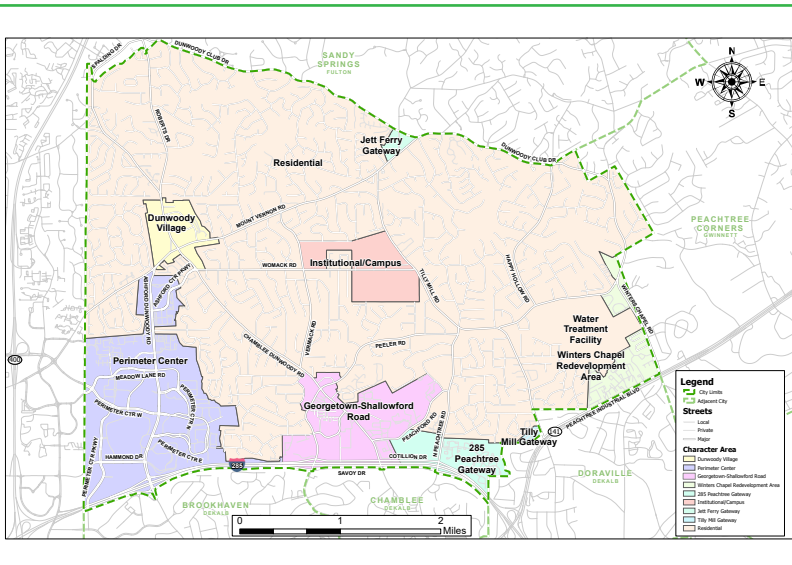 SPALDING DR
DUNWOODY CLUB DR
SANDY
SPRINGS
FULTON
N
W
E
S
ROBERTS DR
Jett Ferry
Gateway
Residential
DUNWOODY CLUB DR
Dunwoody
Village
MOUNT VERNON RD
PEACHTREE
CORNERS
GWINNETT
WOMACK RD
Institutional/Campus
TILLY MILL RD
HAPPY HOLLOW RD
ASHFORD CTR PKWY
ASHFORD DUNWOODY RD
WINTERS CHAPEL RD
Water
Treatment
Facility
VERMACK RD
CHAMBLEE DUNWOODY RD
PEELER RD
400
Perimeter Center
MEADOW LANE RD
Winters Chapel
Redevelopment
Area
PERIMETER CTR W
PERIMETER CTR N
PERIMETER CTR E
Georgetown-Shallowford
Road
PEACHFORD RD
N PEACHTREE RD
PEACHTREE INDUSTRIAL BLVD
141
Tilly
Mill Gateway
PERIMETER CTR PKWY
HAMMOND DR
285
COTILLION DR
285
Peachtree
Gateway
SAVOY DR
BROOKHAVEN
DEKALB
CHAMBLEE
DEKALB
DORAVILLE
DEKALB
0 1 2
Miles
Legend
City Limits
Adjacent City
Streets
Local
Private
Major
Character Area
Dunwoody Village
Perimeter Center
Georgetown-Shallowford Road
Winters Chapel Redevelopment Area
285 Peachtree Gateway
Institutional/Campus
Jett Ferry Gateway
Tilly Mill Gateway
Residential